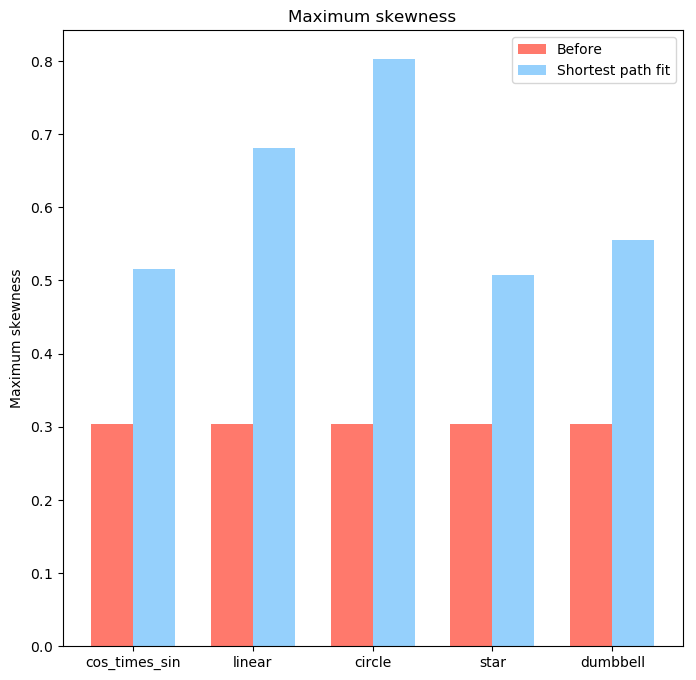 Maximum skewness
Before
Shortest path fit
Maximum skewness
0.8
0.7
0.6
0.5
0.4
0.3
0.2
0.1
0.0
cos_times_sin
linear
circle
star
dumbbell